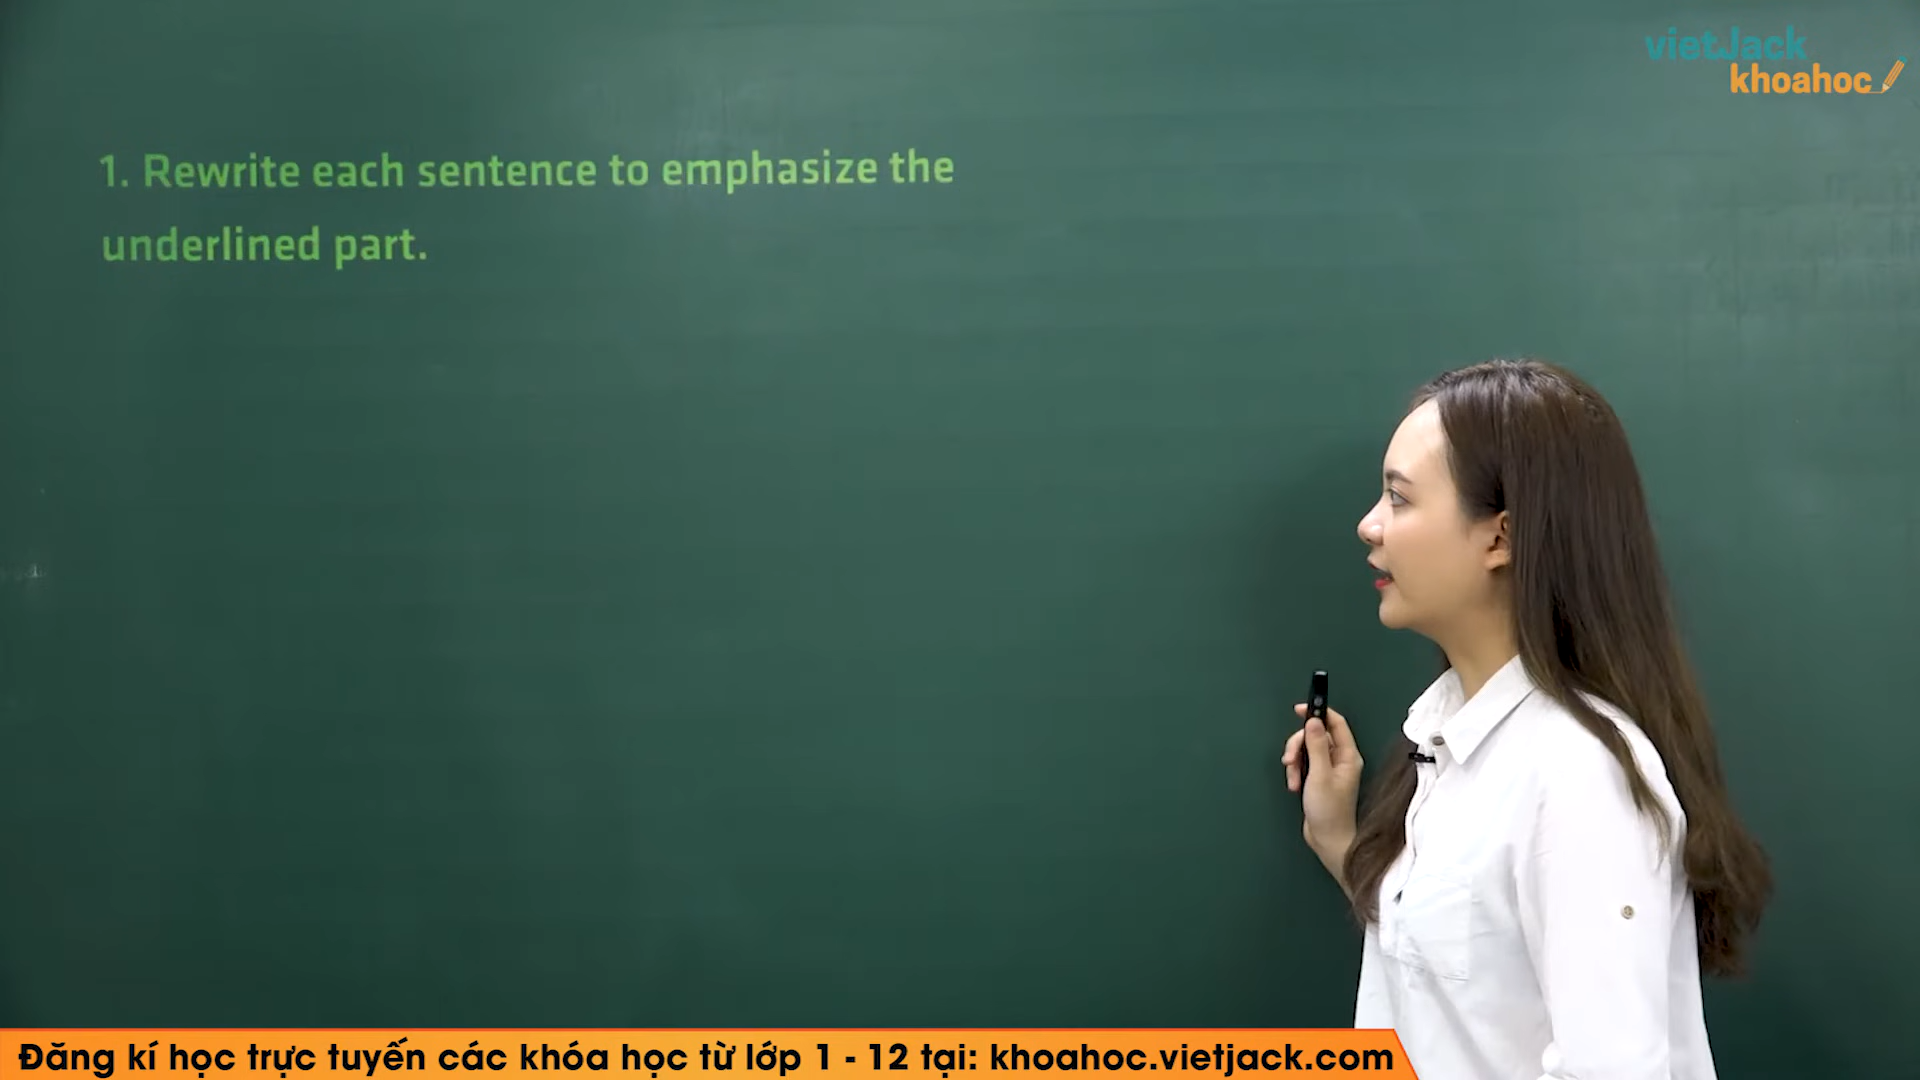 vietJack
khoahoc
1. Rewrite each sentence to emphasize the
underlined part.
Đăng kí học trực tuyến các khóa học từ lớp 1 - 12 tại: khoahoc.vietjack.com